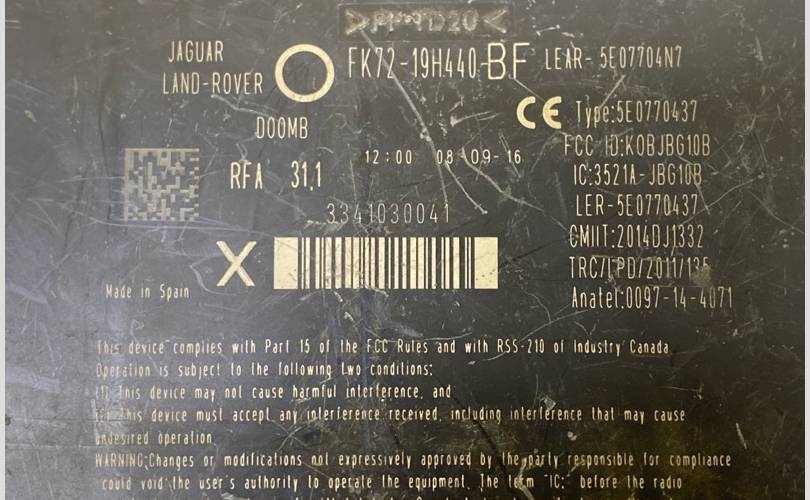 >PP-TD20<
JAGUAR
LAND-ROVER
FK72-19H440-BF
LEAR- 5E07704N7
CE Type:5E0770437
DOOMB
FCC ID:KOBJBG10B
12:00 08-09-16
RFA 31.1
IC:3521A-JBG10B
3341030041
LER-5E0770437
CMIIT:2014DJ1332
X
TRC/LPD/2011/135
Made in Spain
Anatel:0097-14-4071
This device complies with Part 15 of the FCC Rules and with RSS-210 of Industry Canada.
Operation is subject to the following two conditions:
(1) This device may not cause harmful interference, and
(2) This device must accept any interference received, including interference that may cause
undesired operation.
WARNING:Changes or modifications not expressively approved by the party responsible for compliance
could void the user's authority to operate the equipment. The term "IC:" before the radio